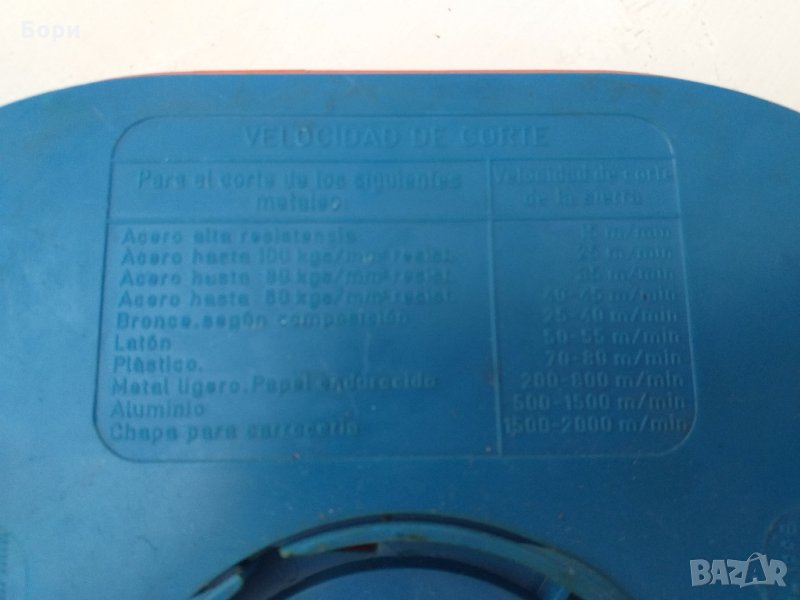 Бори
VELOCIDAD DE CORTE
Para el corte de los siguientes
metales:
Velocidad de corte
de la sierra
Acero alta resistensia 15 m/min
Acero hasta 100 kgs/mm² resist. 25 m/min
Acero hasta 80 kgs/mm² resist. 35 m/min
Acero hasta kgs/mm² resist. 40-45 m/min
Bronce.según composición 25-40 m/min
Latón 50-55 m/min
Plàstico. 70-80 m/min
Metal ligero.Papel endurecido 200-800 m/min
Aluminio 500-1500 m/min
Chapa para carrocería 1500-2000 m/min
BAZAR